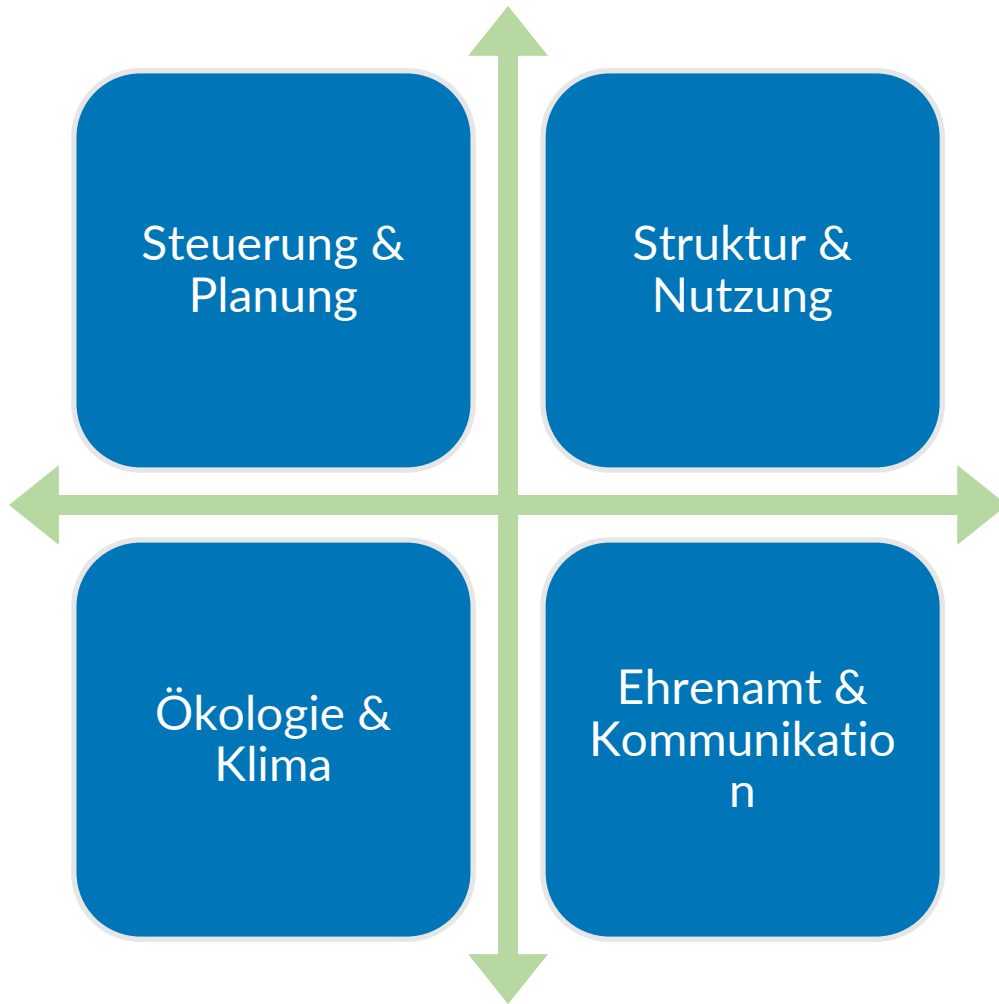 Steuerung &
Planung
Struktur &
Nutzung
Ökologie &
Klima
Ehrenamt &
Kommunikatio
n